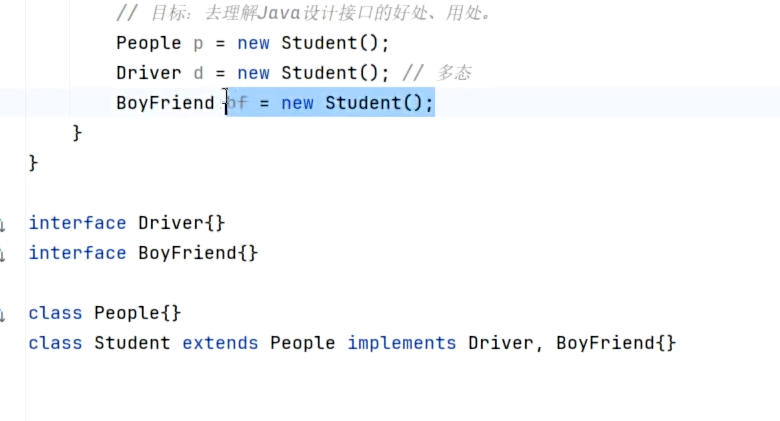 // 目标：去理解Java设计接口的好处、用处。
People p = new Student();
Driver d = new Student(); // 多态
BoyFriend bf = new Student();
}
}
interface Driver{}
interface BoyFriend{}
class People{}
class Student extends People implements Driver, BoyFriend{}